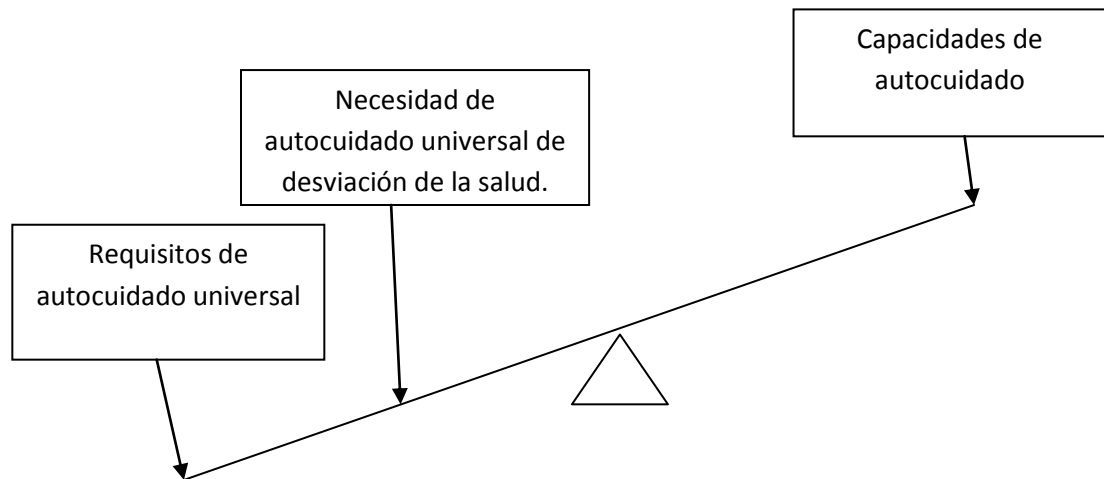 Capacidades de
autocuidado
Necesidad de
autocuidado universal de
desviación de la salud.
Requisitos de
autocuidado universal